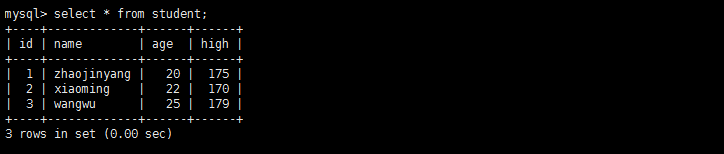 mysql> select * from student;
+----+-------------+------+------+
| id | name        | age  | high |
+----+-------------+------+------+
|  1 | zhaojinyang |   20 |  175 |
|  2 | xiaoming    |   22 |  170 |
|  3 | wangwu      |   25 |  179 |
+----+-------------+------+------+
3 rows in set (0.00 sec)